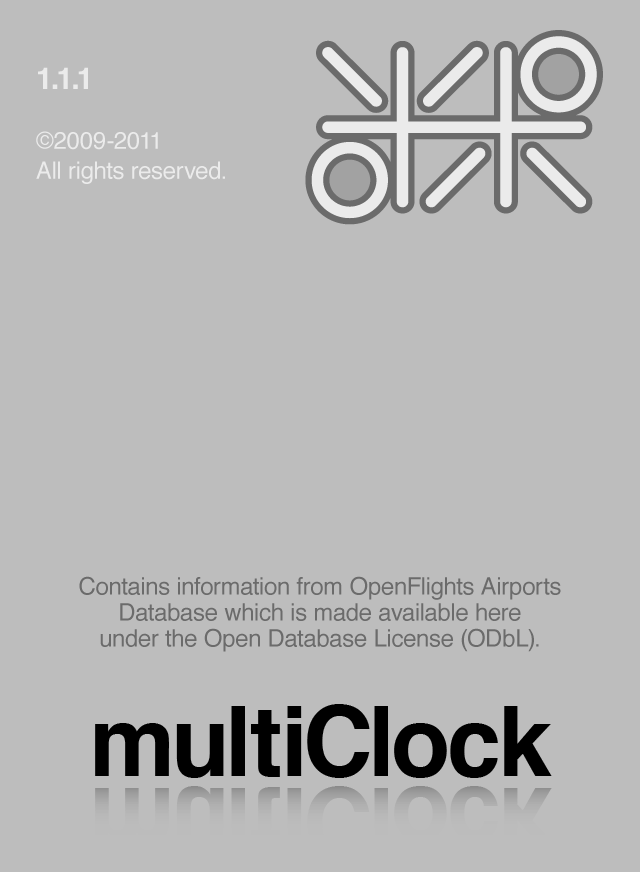 1.1.1
©2009-2011
All rights reserved.
Contains information from OpenFlights Airports
Database which is made available here
under the Open Database License (ODbL).
multiClock